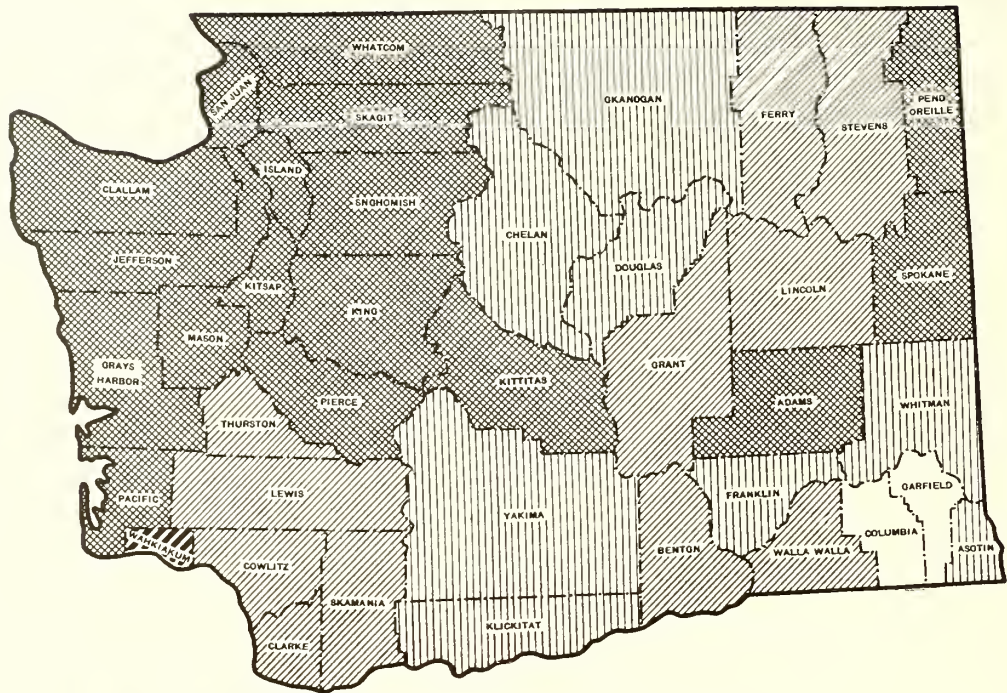 WHATCOM
SAN JUAN
SKAGIT
ISLAND
CLALLAM
SNOHOMISH
JEFFERSON
KITSAP
KING
MASON
GRAYS
HARBOR
PIERCE
THURSTON
PACIFIC
LEWIS
WAHKIAKUM
COWLITZ
CLARKE
SKAMANIA
OKANOGAN
CHELAN
DOUGLAS
KITTITAS
YAKIMA
KLICKITAT
FERRY
STEVENS
PEND
OREILLE
LINCOLN
SPOKANE
GRANT
ADAMS
WHITMAN
FRANKLIN
BENTON
WALLA WALLA
COLUMBIA
GARFIELD
ASOTIN